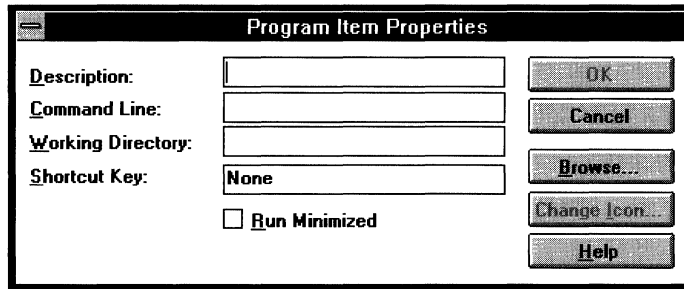 Program Item Properties
Description:
Command Line:
Working Directory:
Shortcut Key: None
Run Minimized
OK
Cancel
Browse...
Change Icon...
Help